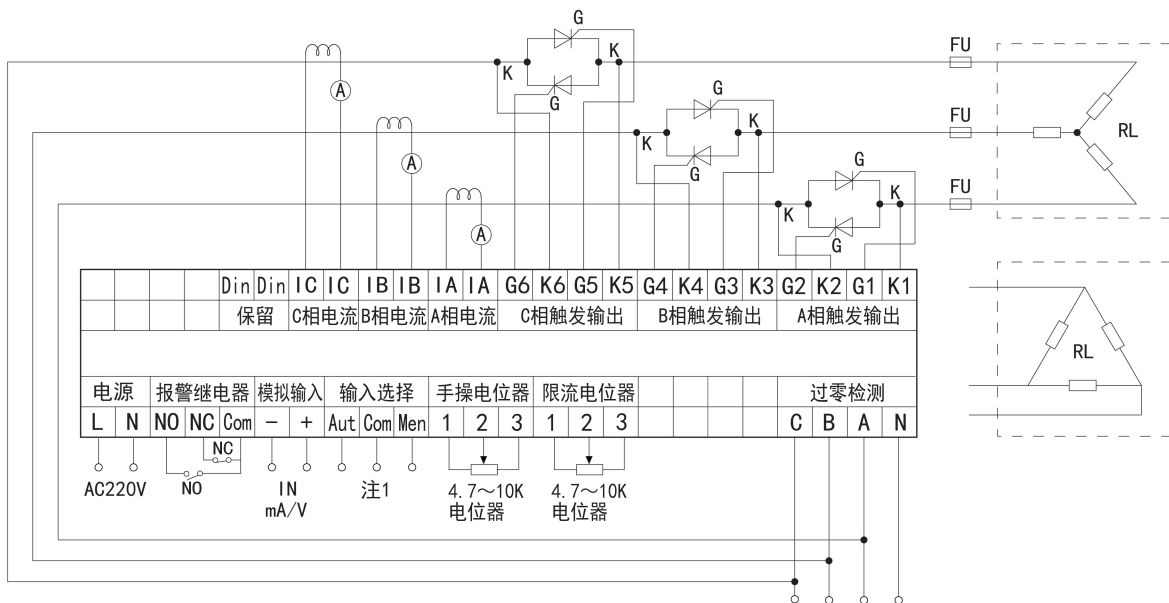 G
K
FU
K
A
G
G
K
FU
RL
A
K
G
G
K
FU
A
K
G
Din Din IC IC IB IB IA IA G6 K6 G5 K5 G4 K4 G3 K3 G2 K2 G1 K1
保留 C相电流 B相电流 A相电流 C相触发输出 B相触发输出 A相触发输出
RL
电源 报警继电器 模拟输入 输入选择 手操电位器 限流电位器 过零检测
L N NO NC Com − + Aut Com Men 1 2 3 1 2 3 C B A N
NC
AC220V NO IN 注1 4.7～10K 4.7～10K
mA/V 电位器 电位器